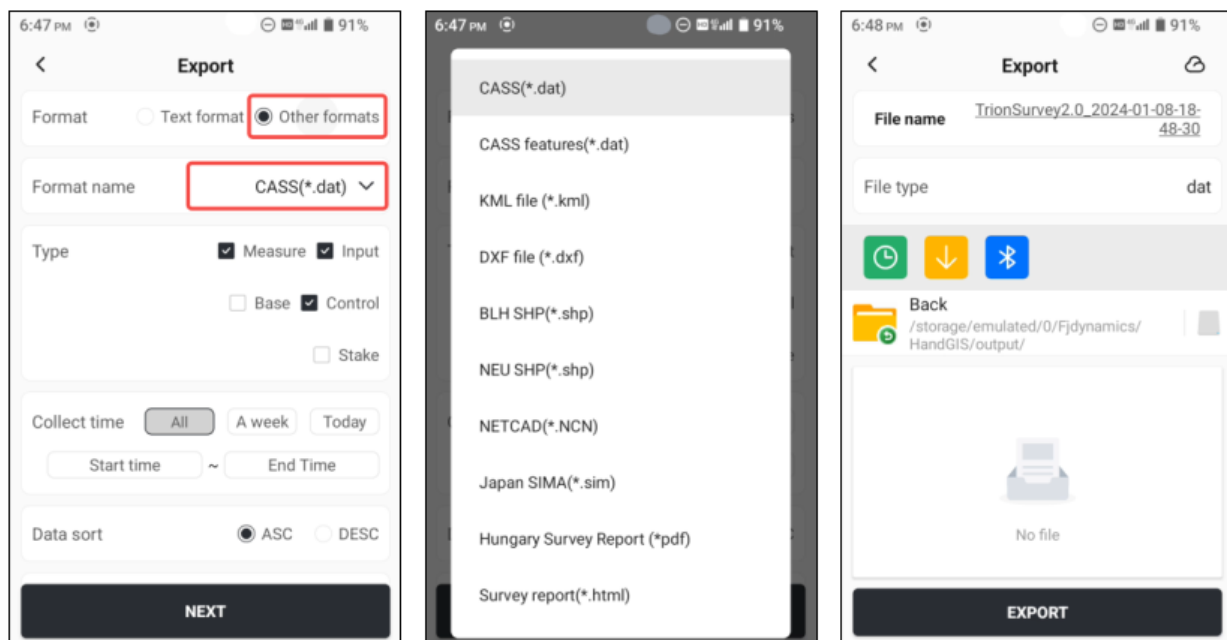 6:47 PM
91%
Export
Format
Text format
Other formats
Format name
CASS(*.dat)
Type
Measure
Input
Base
Control
Stake
Collect time
All
A week
Today
Start time
~
End Time
Data sort
ASC
DESC
NEXT
6:47 PM
91%
CASS(*.dat)
CASS features(*.dat)
KML file (*.kml)
DXF file (*.dxf)
BLH SHP(*.shp)
NEU SHP(*.shp)
NETCAD(*.NCN)
Japan SIMA(*.sim)
Hungary Survey Report (*pdf)
Survey report(*.html)
6:48 PM
91%
Export
File name
TrionSurvey2.0_2024-01-08-18-
48-30
File type
dat
Back
/storage/emulated/0/Fjdynamics/
HandGIS/output/
No file
EXPORT